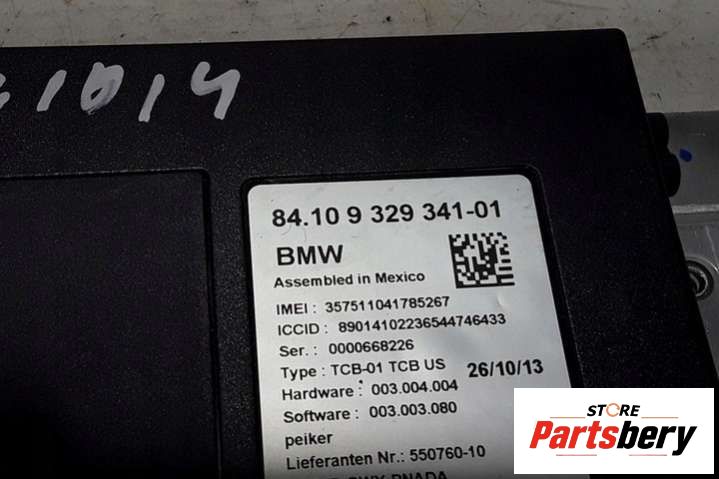 84.10 9 329 341-01
BMW
Assembled in Mexico
IMEI : 357511041785267
ICCID : 89014102236544746433
Ser. : 0000668226
Type : TCB-01 TCB US 26/10/13
Hardware : 003.004.004
Software : 003.003.080
peiker
Lieferanten Nr.: 550760-10
STORE
Partsbery